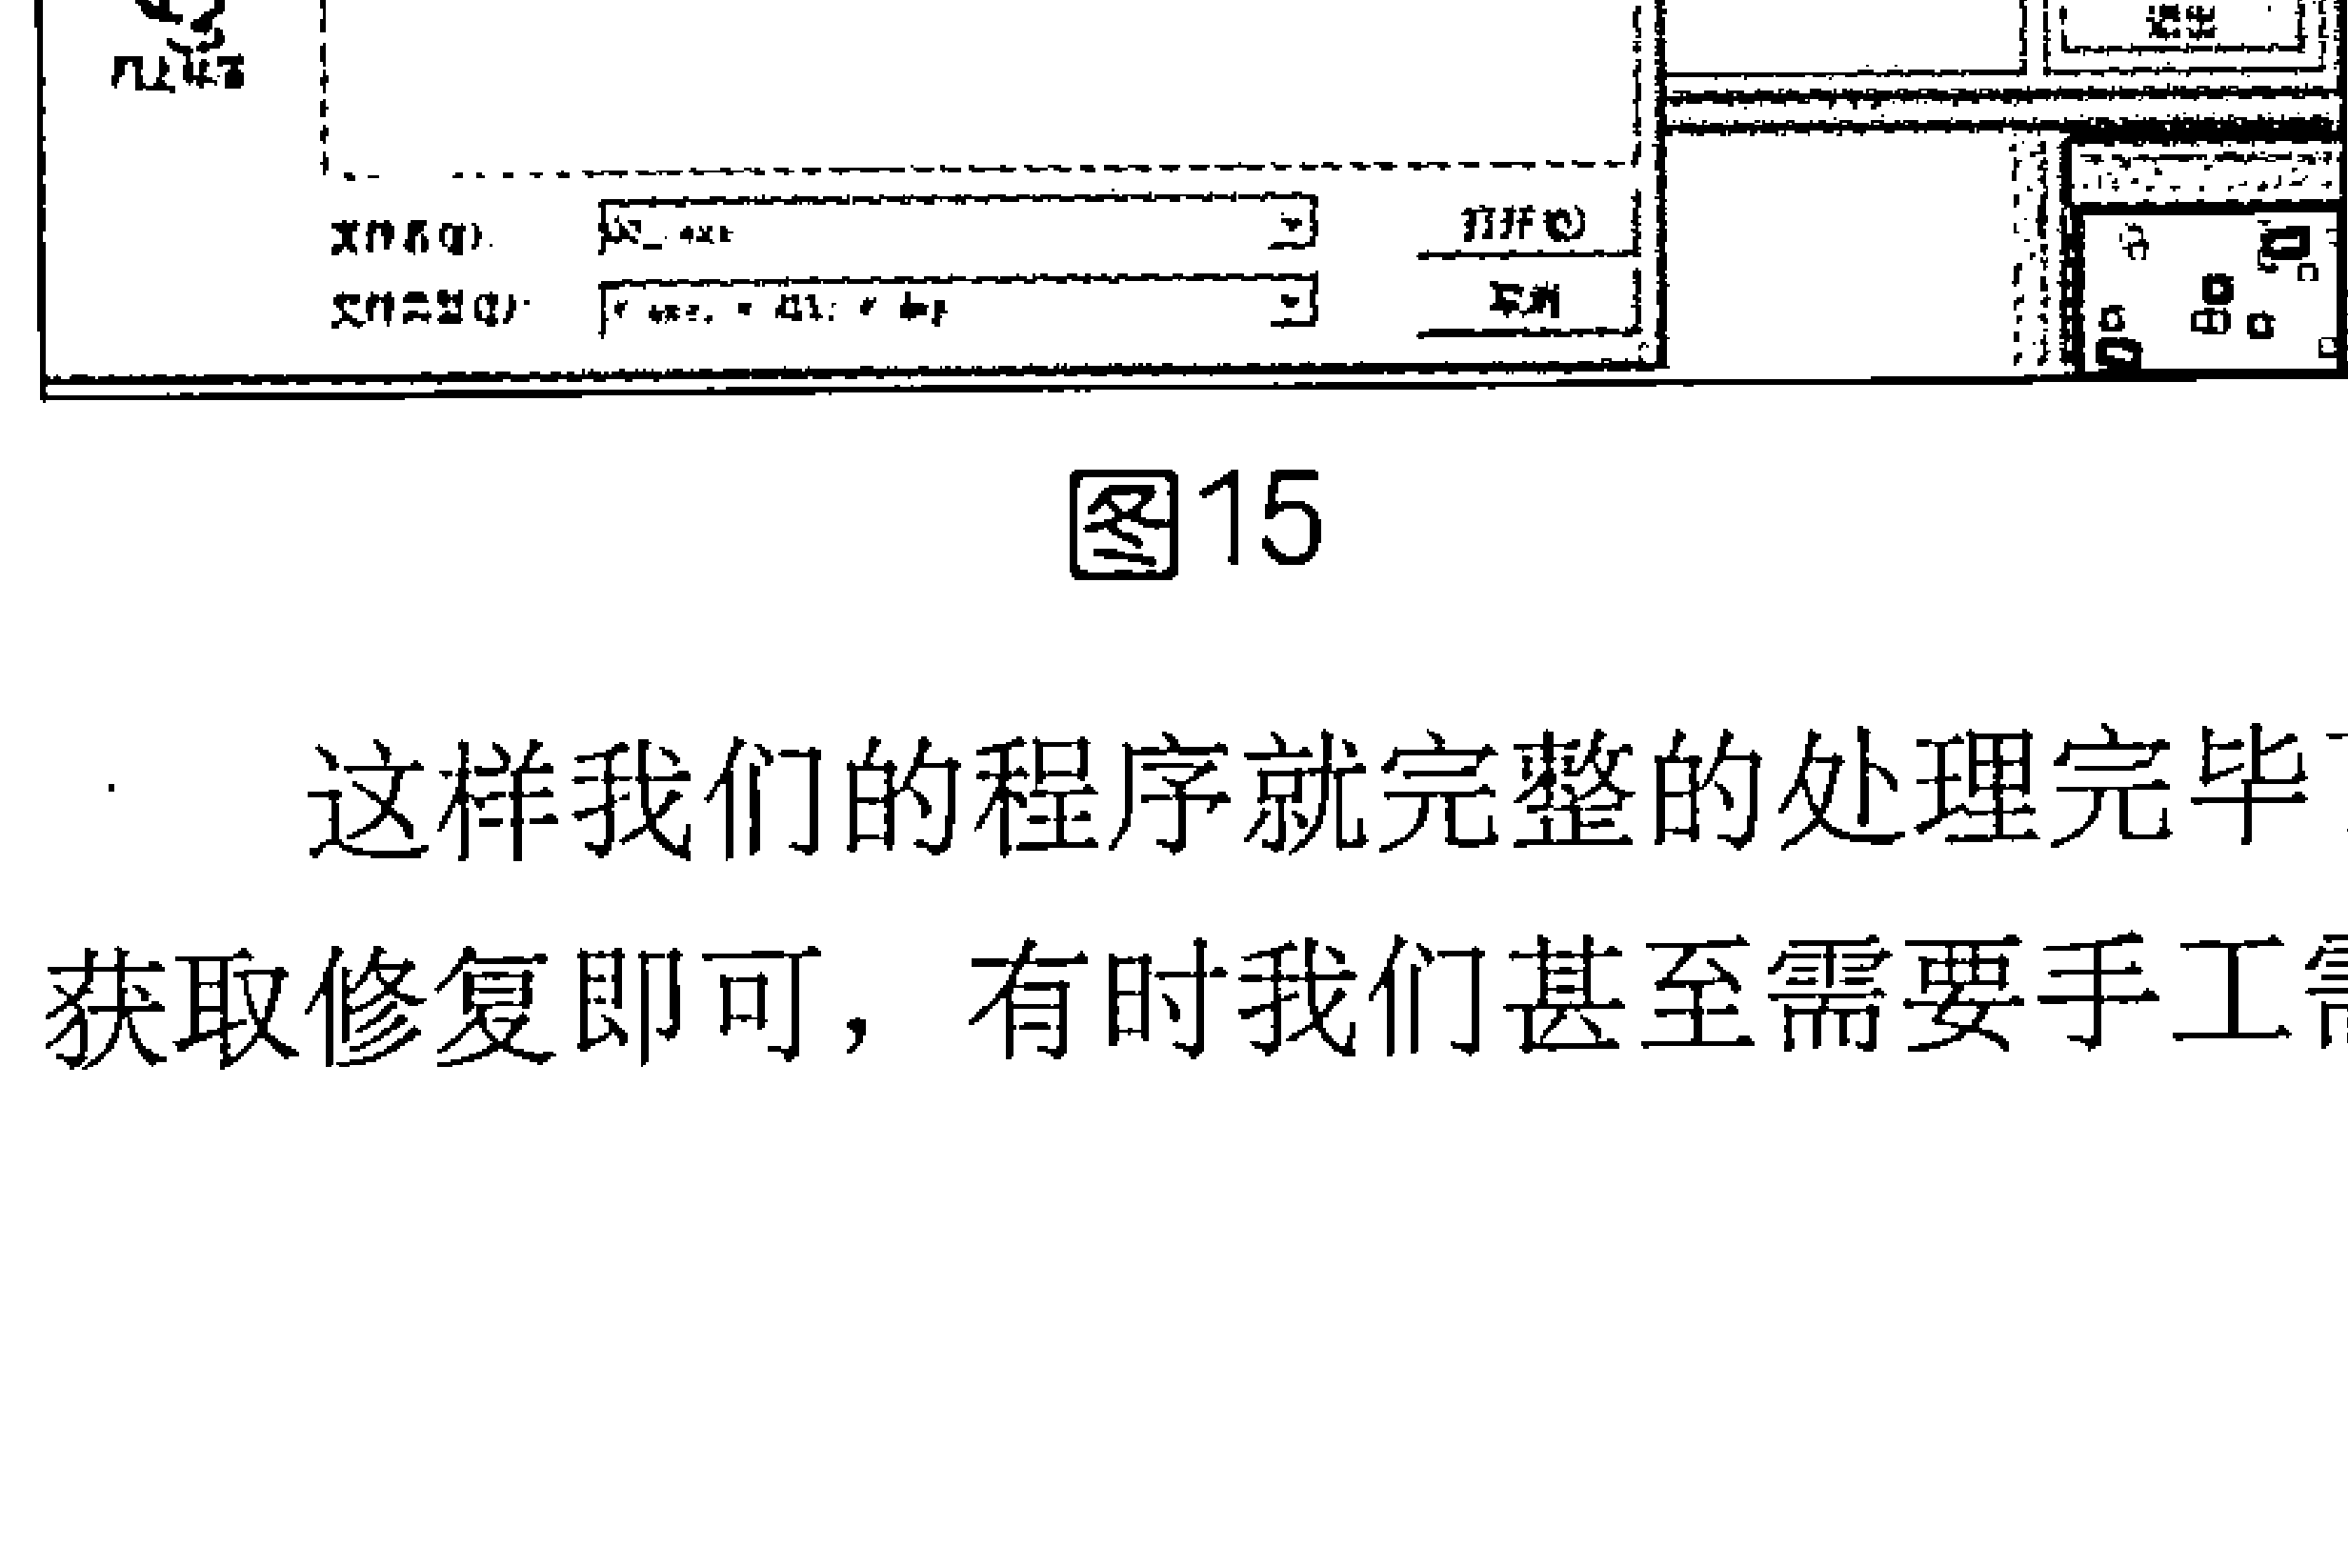 文件名(N):
打开(O)
文件类型(T):
取消
图15
这样我们的程序就完整的处理完毕
获取修复即可，有时我们甚至需要手工需